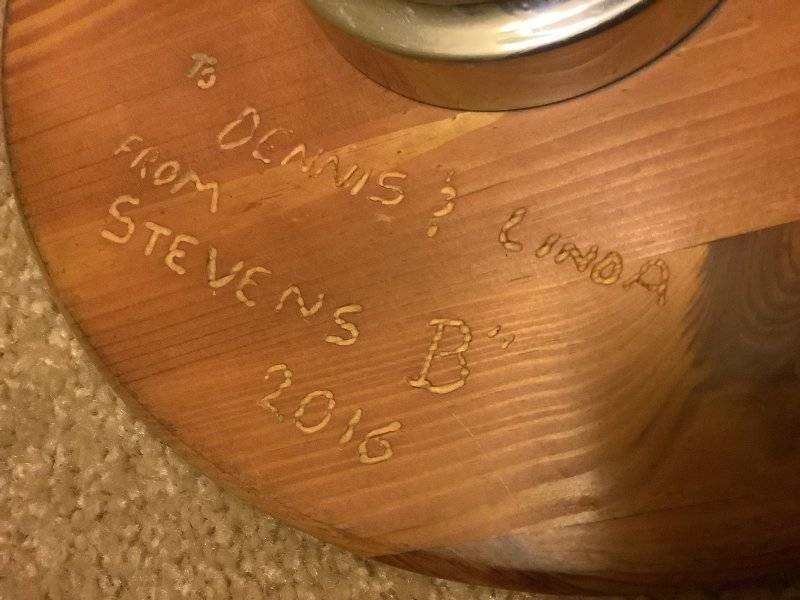 To DENNIS & LINDA
FROM
STEVENS B"
2016